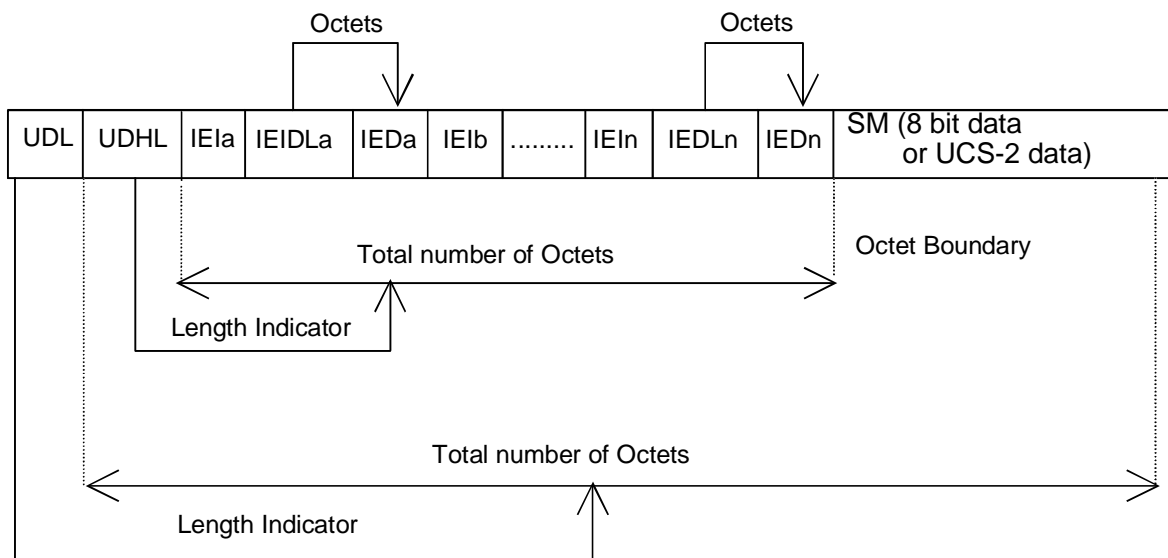 Octets Octets
UDL UDHL IEIa IEIDLa IEDa IEIb ......... IEIn IEDLn IEDn SM (8 bit data
or UCS-2 data)
Total number of Octets Octet Boundary
Length Indicator
Total number of Octets
Length Indicator